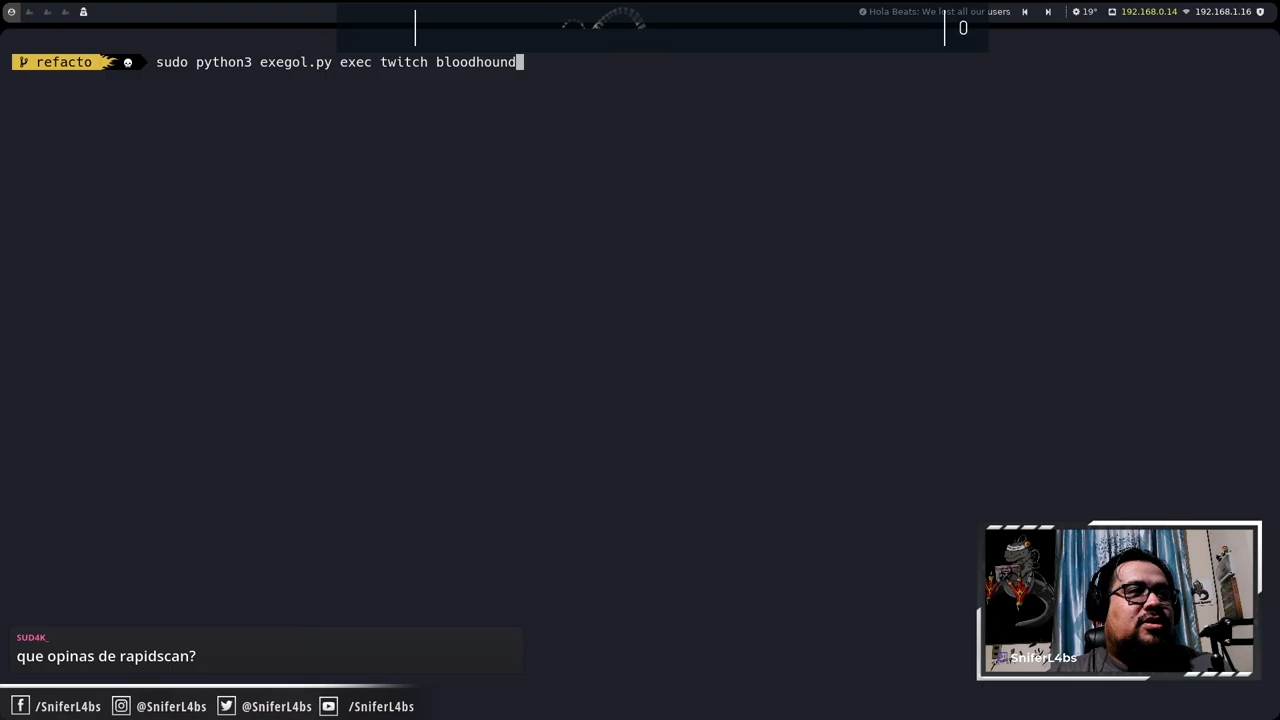 Hola Beats: We lost all our users 19° 192.168.0.14 192.168.1.16
0
refacto sudo python3 exegol.py exec twitch bloodhound
SUD4K_
que opinas de rapidscan?
SniferL4bs
/SniferL4bs @SniferL4bs @SniferL4bs /SniferL4bs